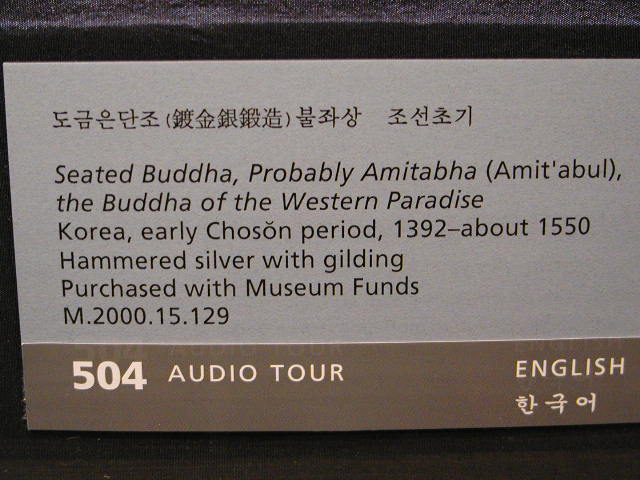 도금은단조(鍍金銀鍛造)불좌상 조선초기
Seated Buddha, Probably Amitabha (Amit'abul),
the Buddha of the Western Paradise
Korea, early Chosŏn period, 1392–about 1550
Hammered silver with gilding
Purchased with Museum Funds
M.2000.15.129
504 AUDIO TOUR
ENGLISH
한국어